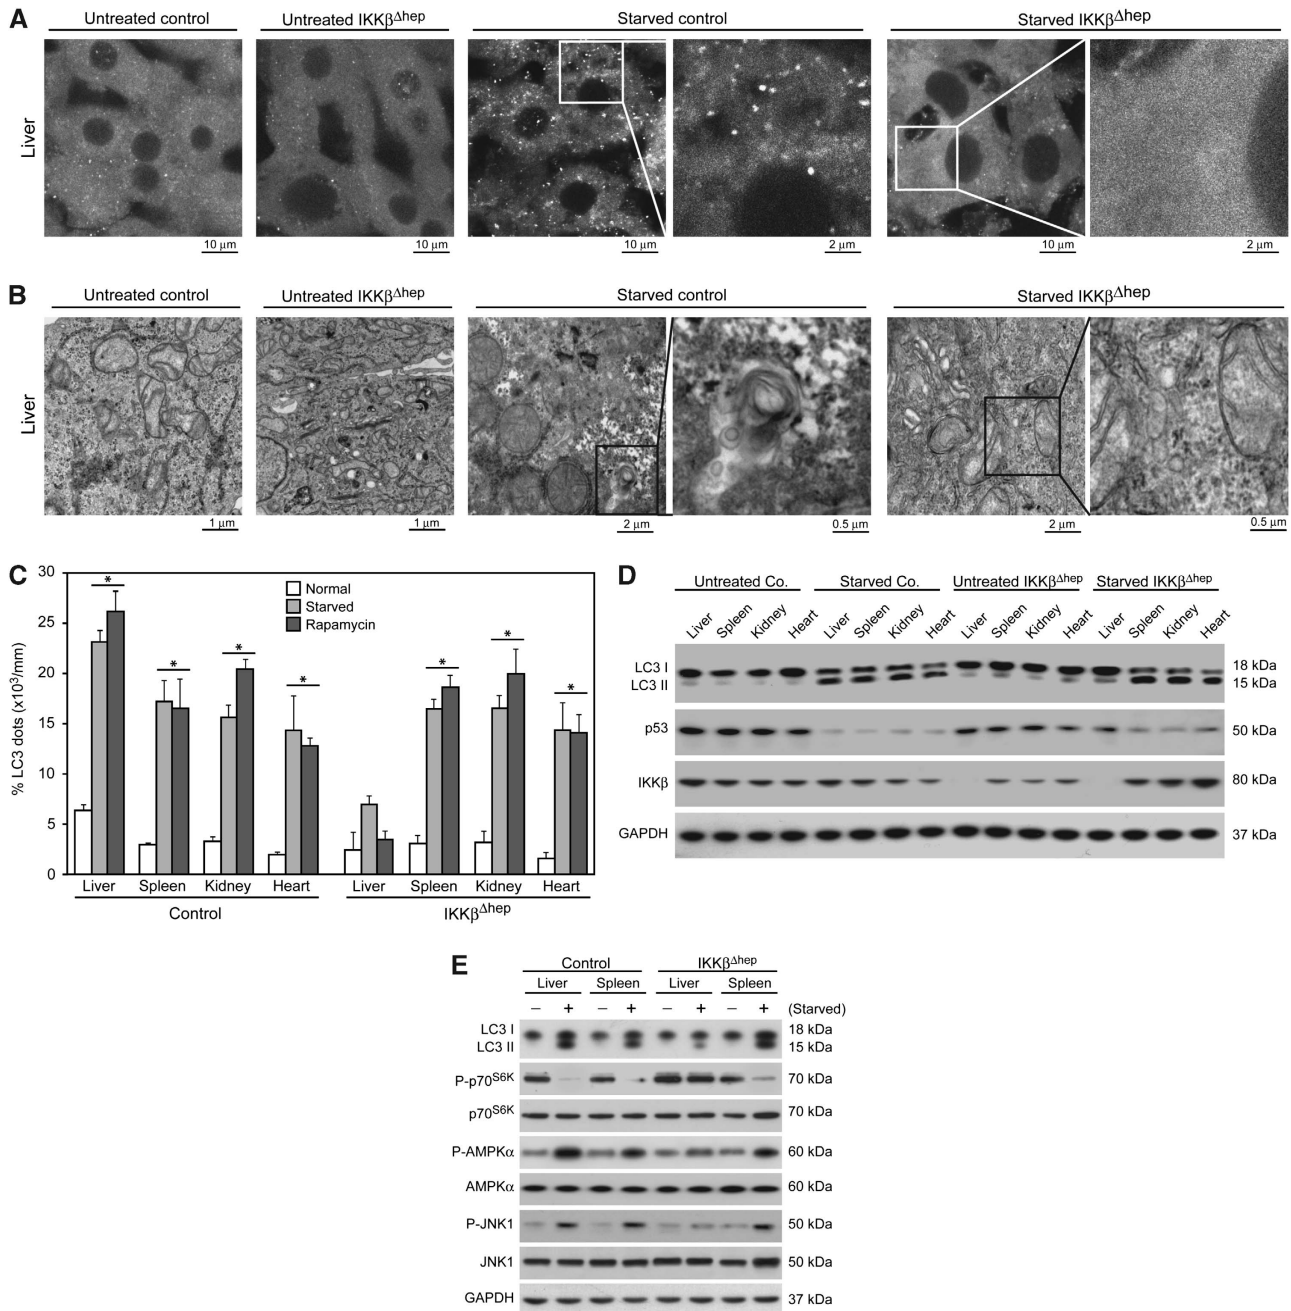 A
Untreated control Untreated IKKβΔhep Starved control Starved IKKβΔhep
Liver
10 μm 10 μm 10 μm 2 μm 10 μm 2 μm
B
Untreated control Untreated IKKβΔhep Starved control Starved IKKβΔhep
Liver
1 μm 1 μm 2 μm 0.5 μm 2 μm 0.5 μm
C
% LC3 dots (x10³/mm)
30
25
20
15
10
5
0
Normal
Starved
Rapamycin
* * * * * * *
Liver Spleen Kidney Heart Liver Spleen Kidney Heart
Control IKKβΔhep
D
Untreated Co. Starved Co. Untreated IKKβΔhep Starved IKKβΔhep
Liver Spleen Kidney Heart Liver Spleen Kidney Heart Liver Spleen Kidney Heart Liver Spleen Kidney Heart
LC3 I 18 kDa
LC3 II 15 kDa
p53 50 kDa
IKKβ 80 kDa
GAPDH 37 kDa
E
Control IKKβΔhep
Liver Spleen Liver Spleen
– + – + – + – + (Starved)
LC3 I 18 kDa
LC3 II 15 kDa
P-p70S6K 70 kDa
p70S6K 70 kDa
P-AMPKα 60 kDa
AMPKα 60 kDa
P-JNK1 50 kDa
JNK1 50 kDa
GAPDH 37 kDa